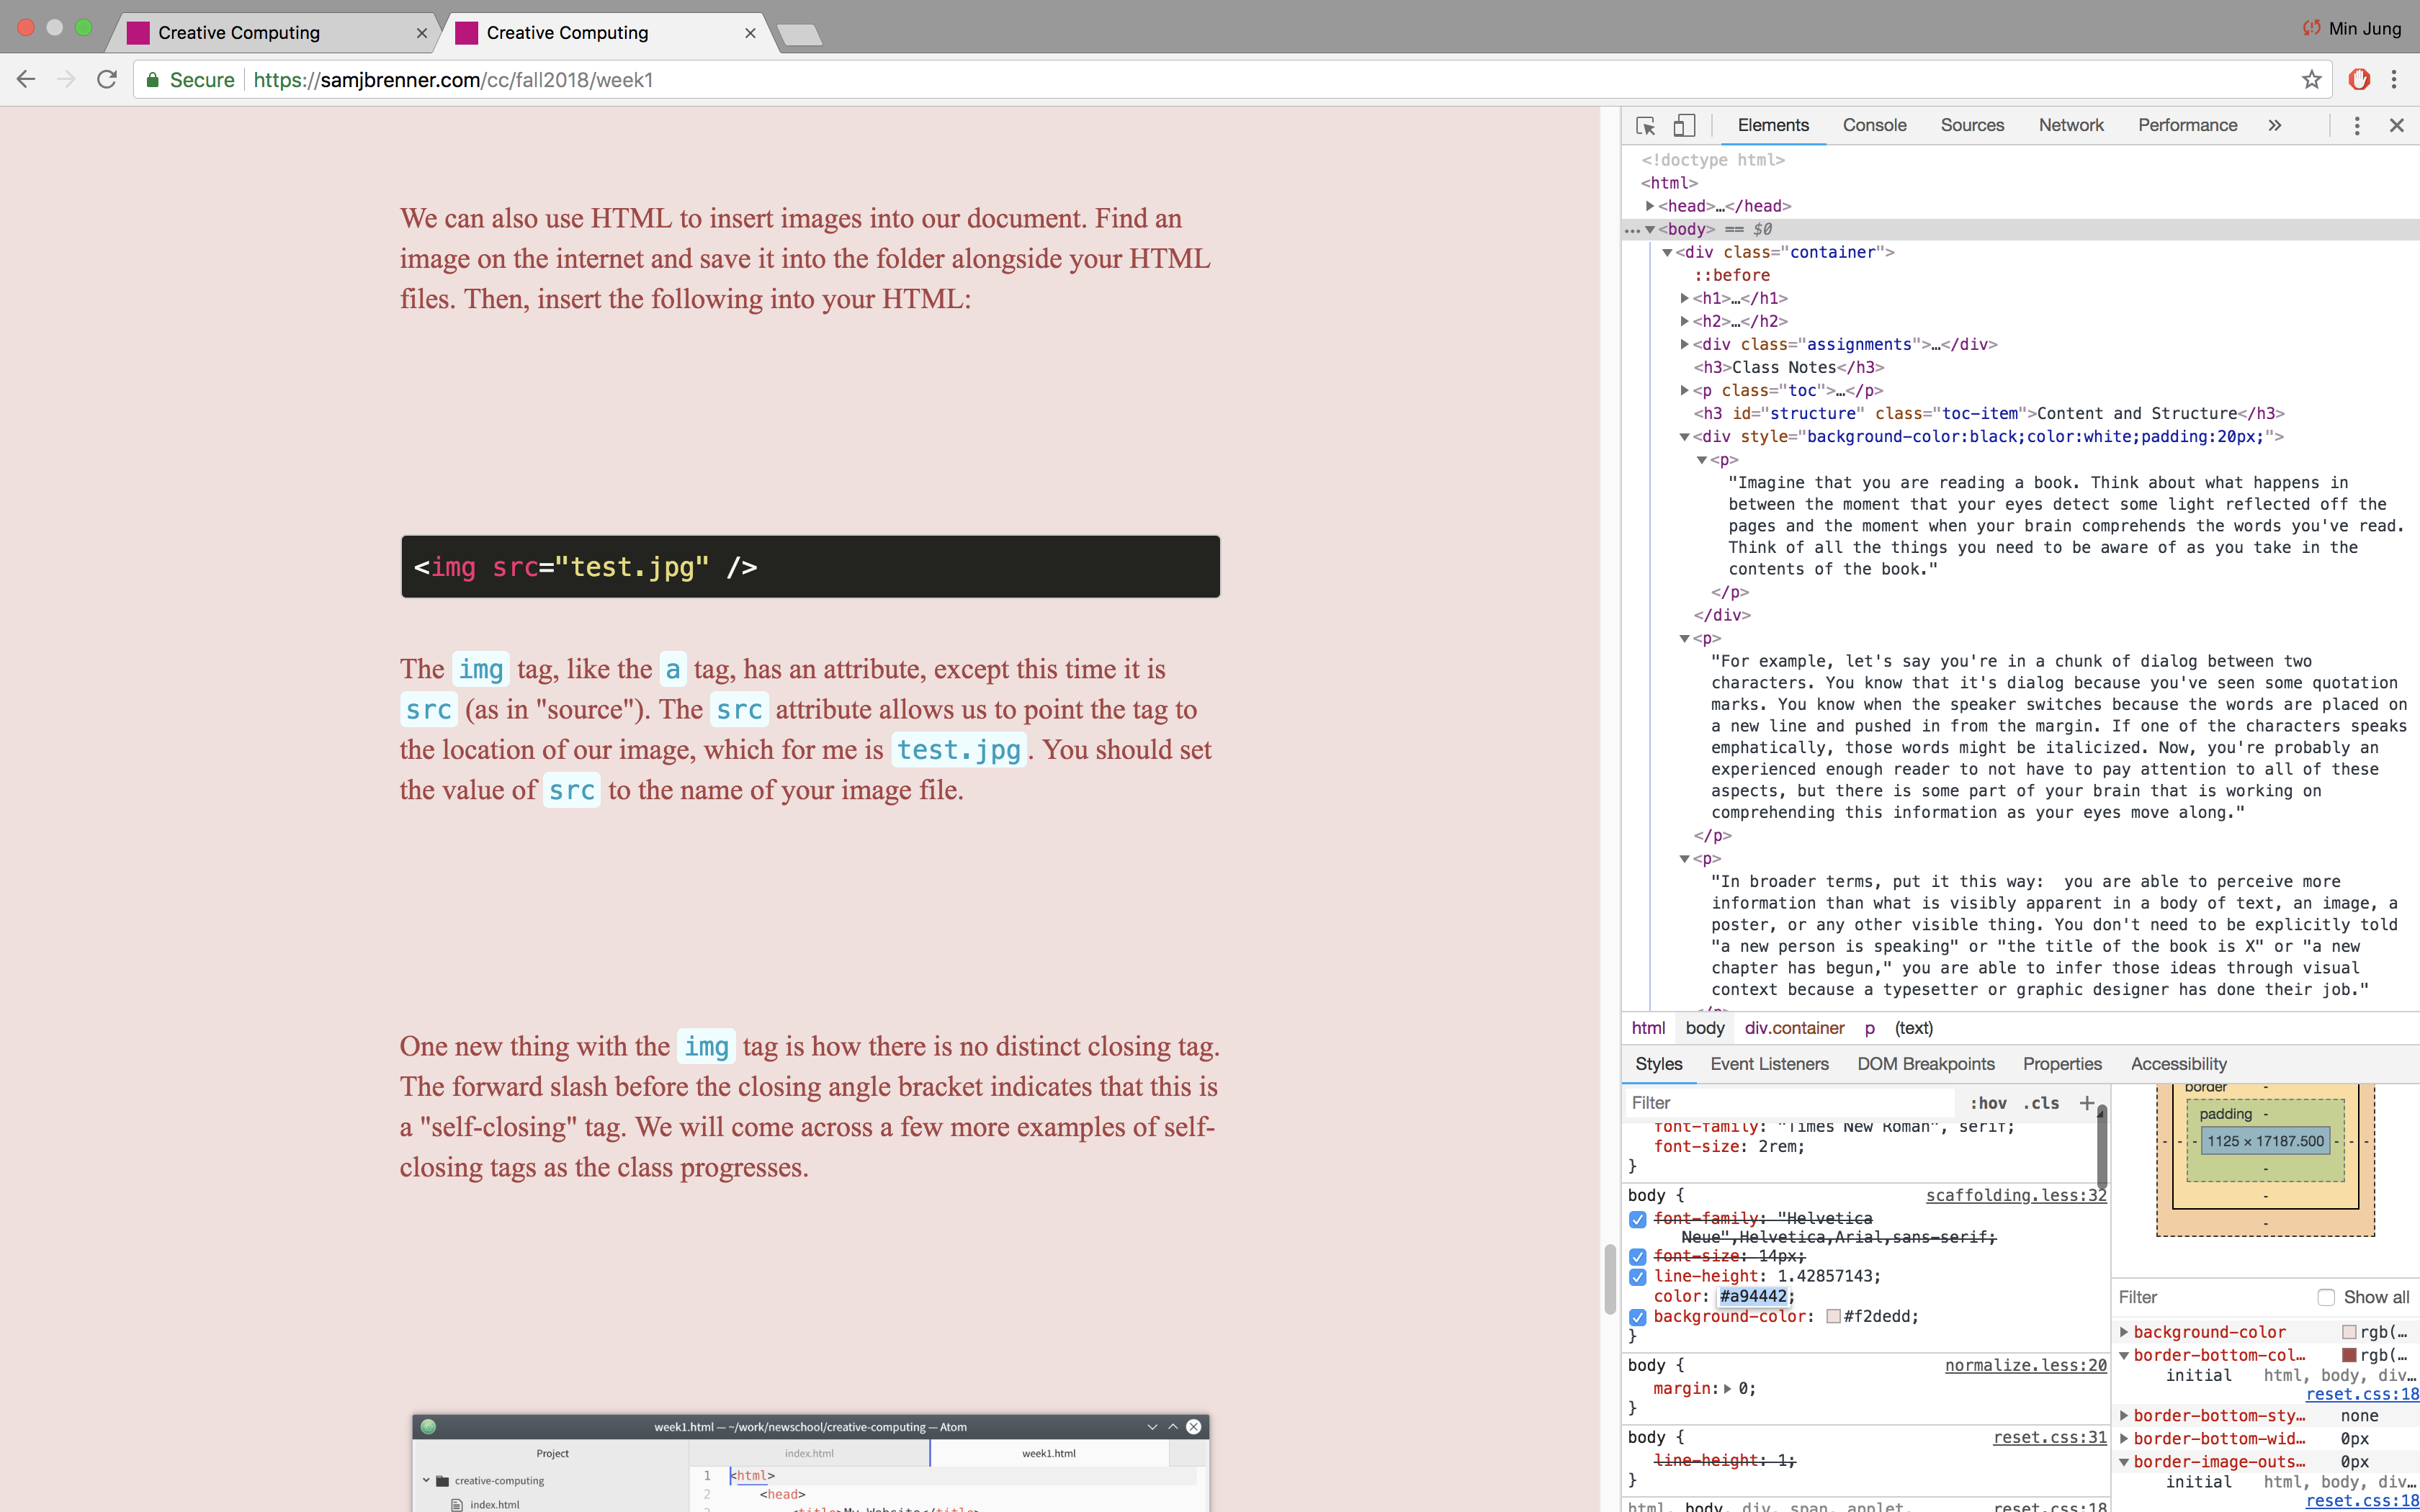 Creative Computing
Creative Computing
Min Jung
Secure https://samjbrenner.com/cc/fall2018/week1
We can also use HTML to insert images into our document. Find an
image on the internet and save it into the folder alongside your HTML
files. Then, insert the following into your HTML:
<img src="test.jpg" />
The img tag, like the a tag, has an attribute, except this time it is
src (as in "source"). The src attribute allows us to point the tag to
the location of our image, which for me is test.jpg. You should set
the value of src to the name of your image file.
One new thing with the img tag is how there is no distinct closing tag.
The forward slash before the closing angle bracket indicates that this is
a "self-closing" tag. We will come across a few more examples of self-
closing tags as the class progresses.
week1.html — ~/work/newschool/creative-computing — Atom
Project index.html week1.html
creative-computing
index.html
1 <html>
2 <head>
<title>My Website</title>
Elements Console Sources Network Performance »
<!doctype html>
<html>
<head>…</head>
… <body> == $0
<div class="container">
::before
<h1>…</h1>
<h2>…</h2>
<div class="assignments">…</div>
<h3>Class Notes</h3>
<p class="toc">…</p>
<h3 id="structure" class="toc-item">Content and Structure</h3>
<div style="background-color:black;color:white;padding:20px;">
<p>
"Imagine that you are reading a book. Think about what happens in
between the moment that your eyes detect some light reflected off the
pages and the moment when your brain comprehends the words you've read.
Think of all the things you need to be aware of as you take in the
contents of the book."
</p>
</div>
<p>
"For example, let's say you're in a chunk of dialog between two
characters. You know that it's dialog because you've seen some quotation
marks. You know when the speaker switches because the words are placed on
a new line and pushed in from the margin. If one of the characters speaks
emphatically, those words might be italicized. Now, you're probably an
experienced enough reader to not have to pay attention to all of these
aspects, but there is some part of your brain that is working on
comprehending this information as your eyes move along."
</p>
<p>
"In broader terms, put it this way:  you are able to perceive more
information than what is visibly apparent in a body of text, an image, a
poster, or any other visible thing. You don't need to be explicitly told
"a new person is speaking" or "the title of the book is X" or "a new
chapter has begun," you are able to infer those ideas through visual
context because a typesetter or graphic designer has done their job."
</p>
html body div.container p (text)
Styles Event Listeners DOM Breakpoints Properties Accessibility
Filter :hov .cls +
font-family: "Times New Roman", serif;
font-size: 2rem;
}
body { scaffolding.less:32
font-family: "Helvetica
Neue",Helvetica,Arial,sans-serif;
font-size: 14px;
line-height: 1.42857143;
color: #a94442;
background-color: #f2dedd;
}
body { normalize.less:20
margin: 0;
}
body { reset.css:31
line-height: 1;
}
html, body, div, span, applet, reset.css:18
border -
padding -
- - - 1125 × 17187.500 - - -
-
-
-
Filter Show all
background-color rgb(…
border-bottom-col… rgb(…
initial html, body, div…
reset.css:18
border-bottom-sty… none
border-bottom-wid… 0px
border-image-outs… 0px
initial html, body, div…
reset.css:18